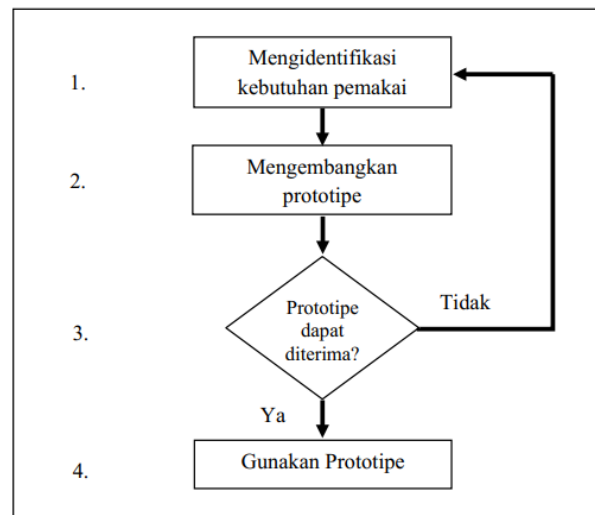 1.
Mengidentifikasi
kebutuhan pemakai
2.
Mengembangkan
prototipe
3.
Prototipe
dapat
diterima?
Tidak
Ya
4.
Gunakan Prototipe